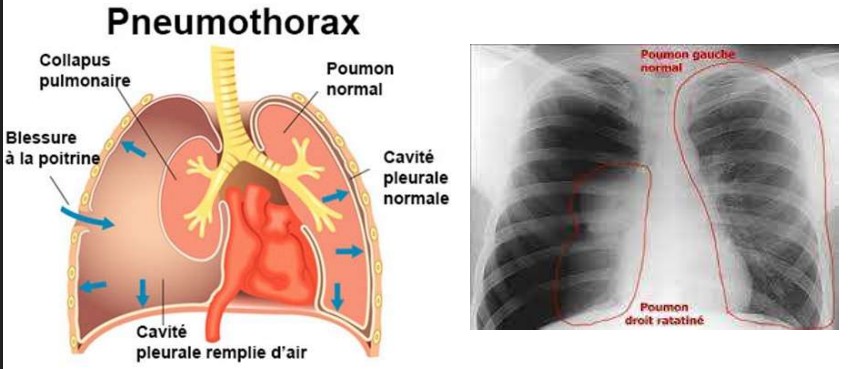 Pneumothorax
Collapus
pulmonaire
Poumon
normal
Blessure
à la poitrine
Cavité
pleurale
normale
Cavité
pleurale remplie d'air
Poumon gauche
normal
Poumon
droit ratatiné